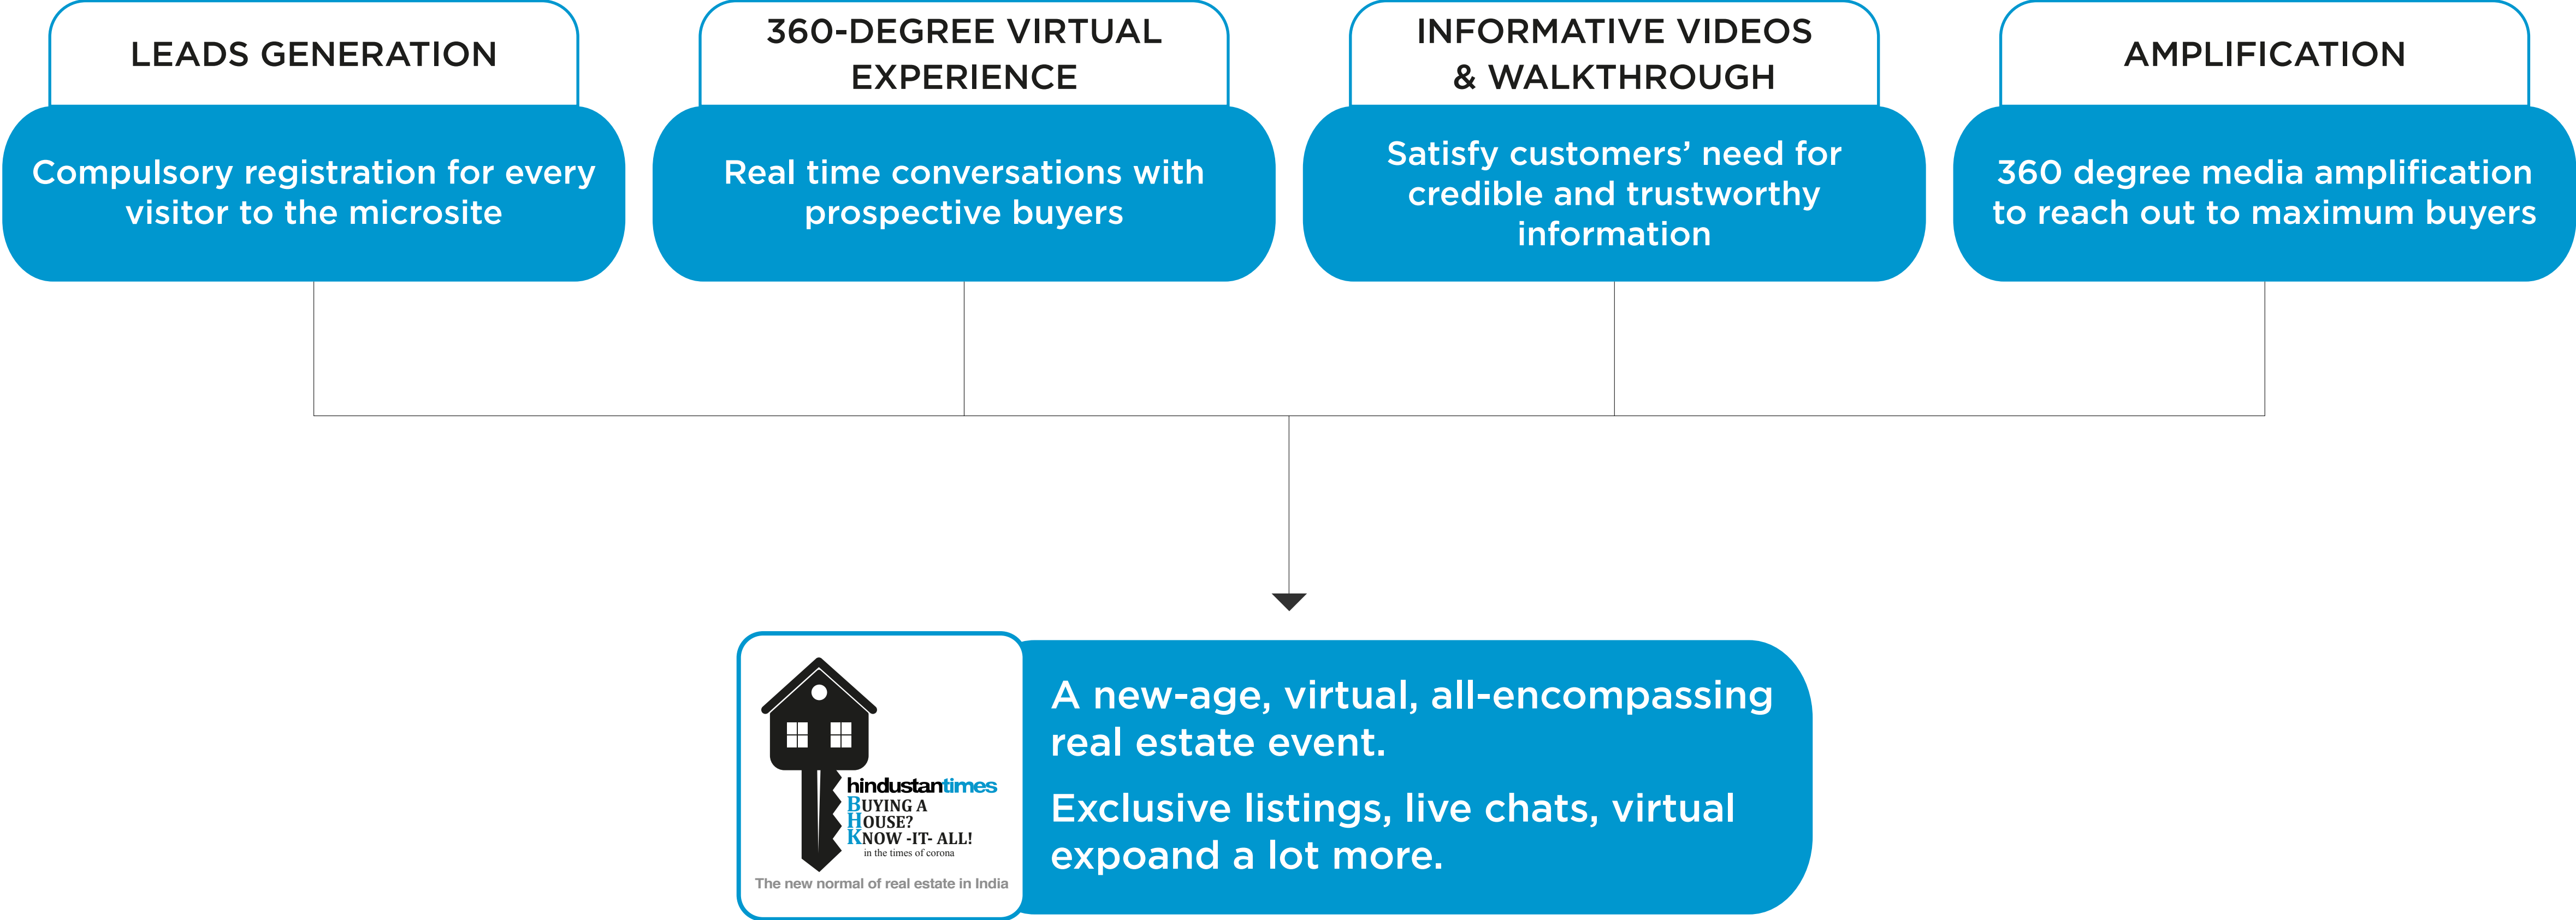 LEADS GENERATION
Compulsory registration for every
visitor to the microsite
360-DEGREE VIRTUAL
EXPERIENCE
Real time conversations with
prospective buyers
INFORMATIVE VIDEOS
& WALKTHROUGH
Satisfy customers’ need for
credible and trustworthy
information
AMPLIFICATION
360 degree media amplification
to reach out to maximum buyers
hindustantimes
BUYING A
HOUSE?
KNOW -IT- ALL!
in the times of corona
The new normal of real estate in India
A new-age, virtual, all-encompassing
real estate event.
Exclusive listings, live chats, virtual
expoand a lot more.